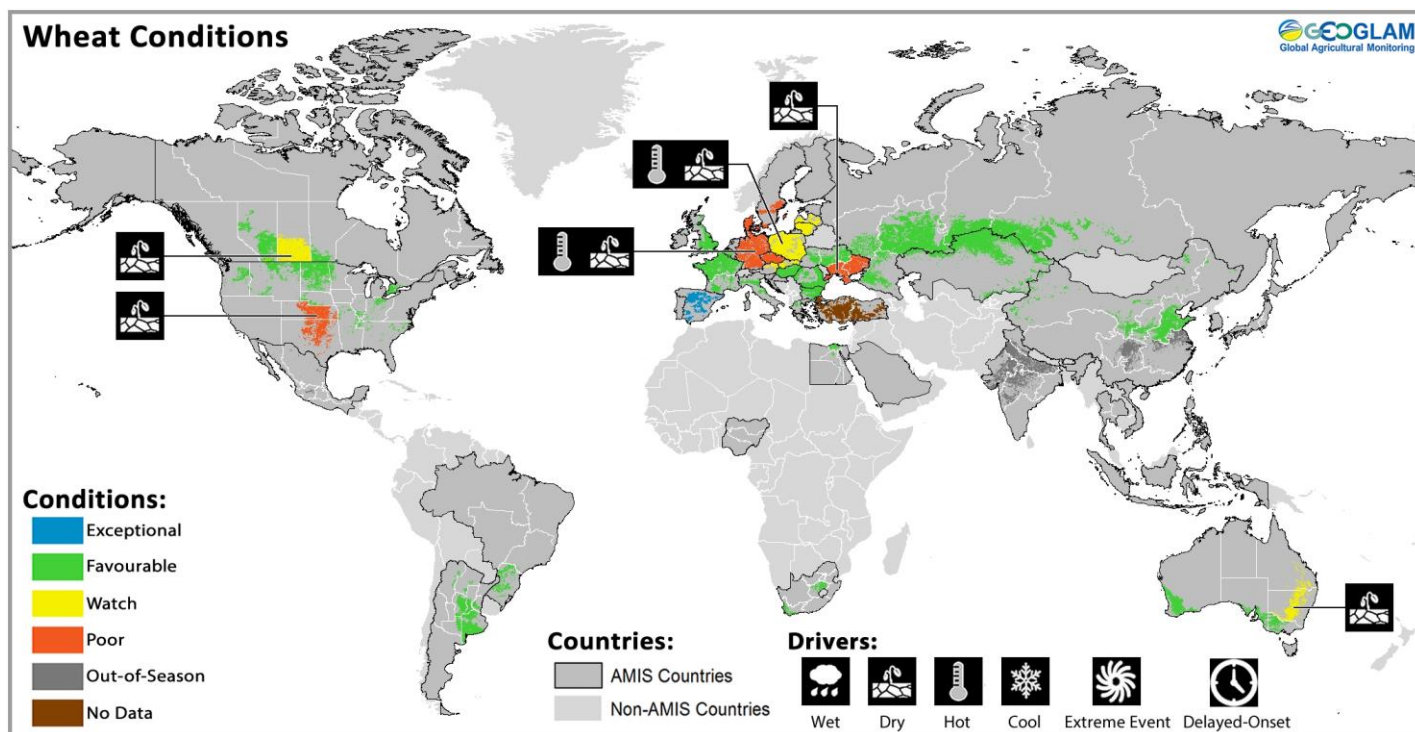 Wheat Conditions
GEOGLAM
Global Agricultural Monitoring
Conditions:
Exceptional
Favourable
Watch
Poor
Out-of-Season
No Data
Countries:
AMIS Countries
Non-AMIS Countries
Drivers:
Wet
Dry
Hot
Cool
Extreme Event
Delayed-Onset